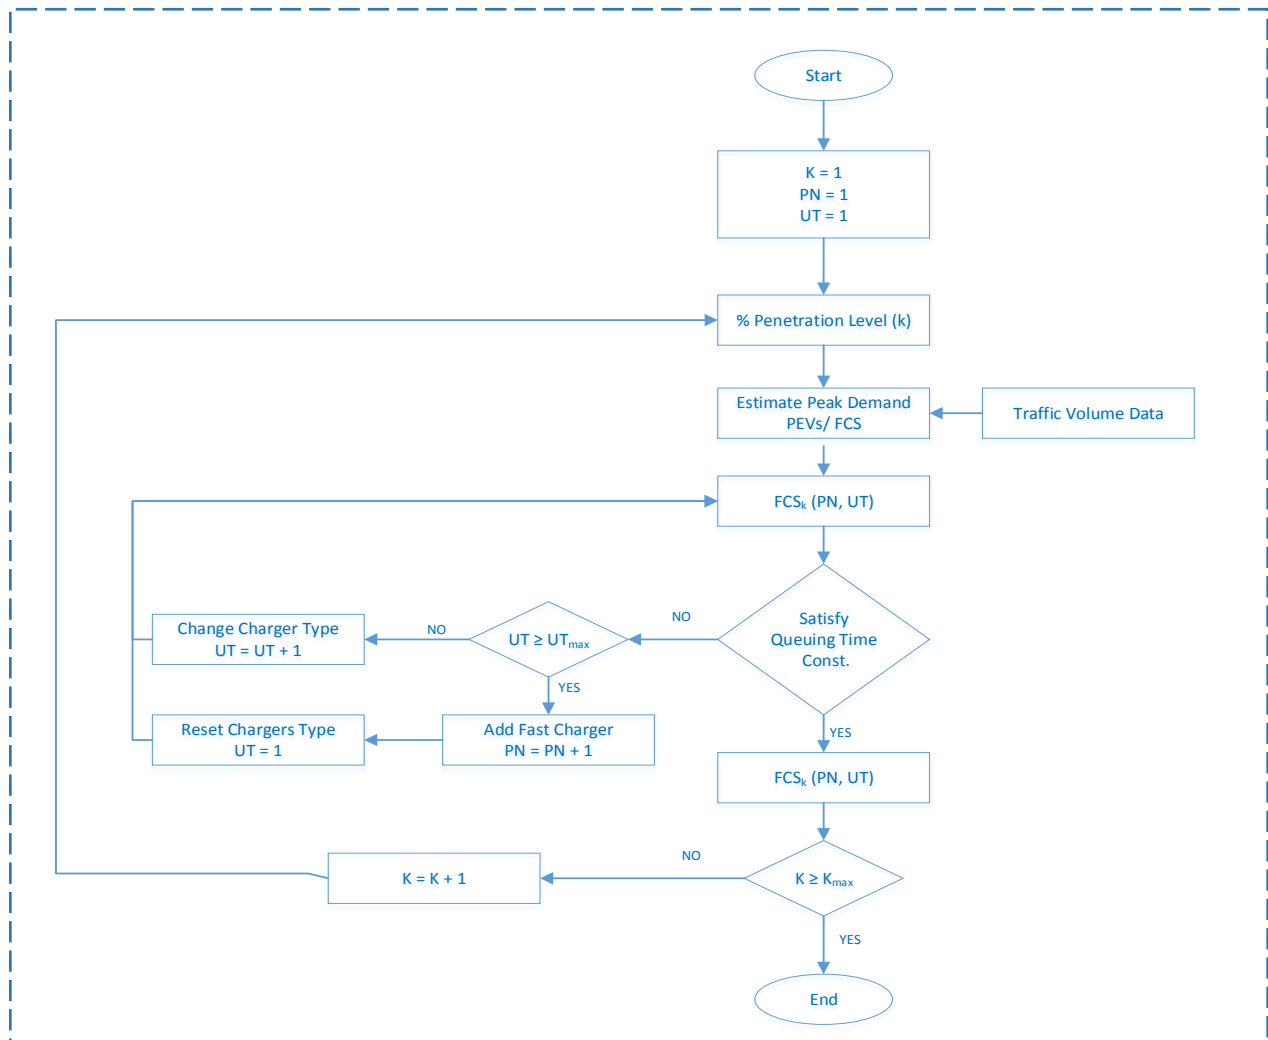 Start
K = 1
PN = 1
UT = 1
% Penetration Level (k)
Estimate Peak Demand
PEVs/ FCS
Traffic Volume Data
FCSₖ (PN, UT)
Satisfy
Queuing Time
Const.
NO
UT ≥ UTmax
NO
Change Charger Type
UT = UT + 1
YES
Add Fast Charger
PN = PN + 1
Reset Chargers Type
UT = 1
YES
FCSₖ (PN, UT)
K ≥ Kmax
NO
K = K + 1
YES
End